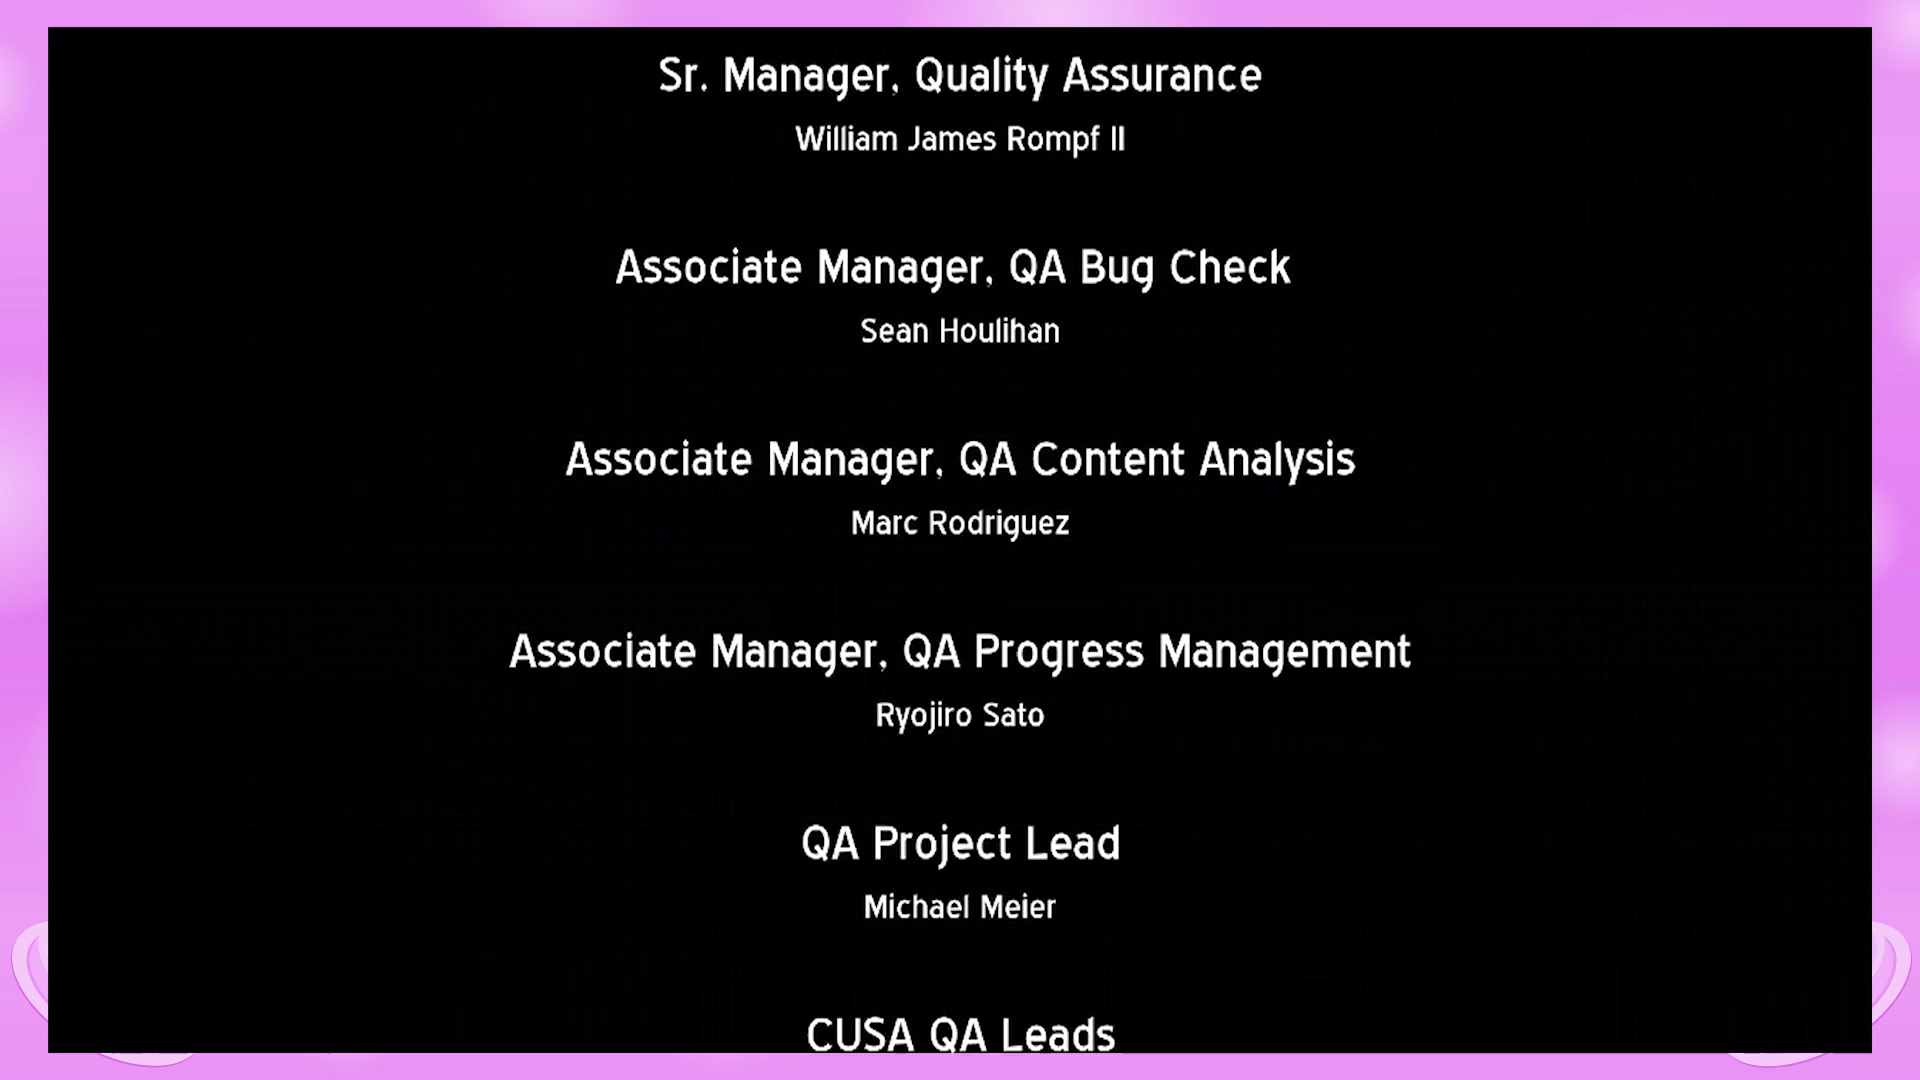 Sr. Manager, Quality Assurance
William James Rompf II
Associate Manager, QA Bug Check
Sean Houlihan
Associate Manager, QA Content Analysis
Marc Rodriguez
Associate Manager, QA Progress Management
Ryojiro Sato
QA Project Lead
Michael Meier
CUSA QA Leads